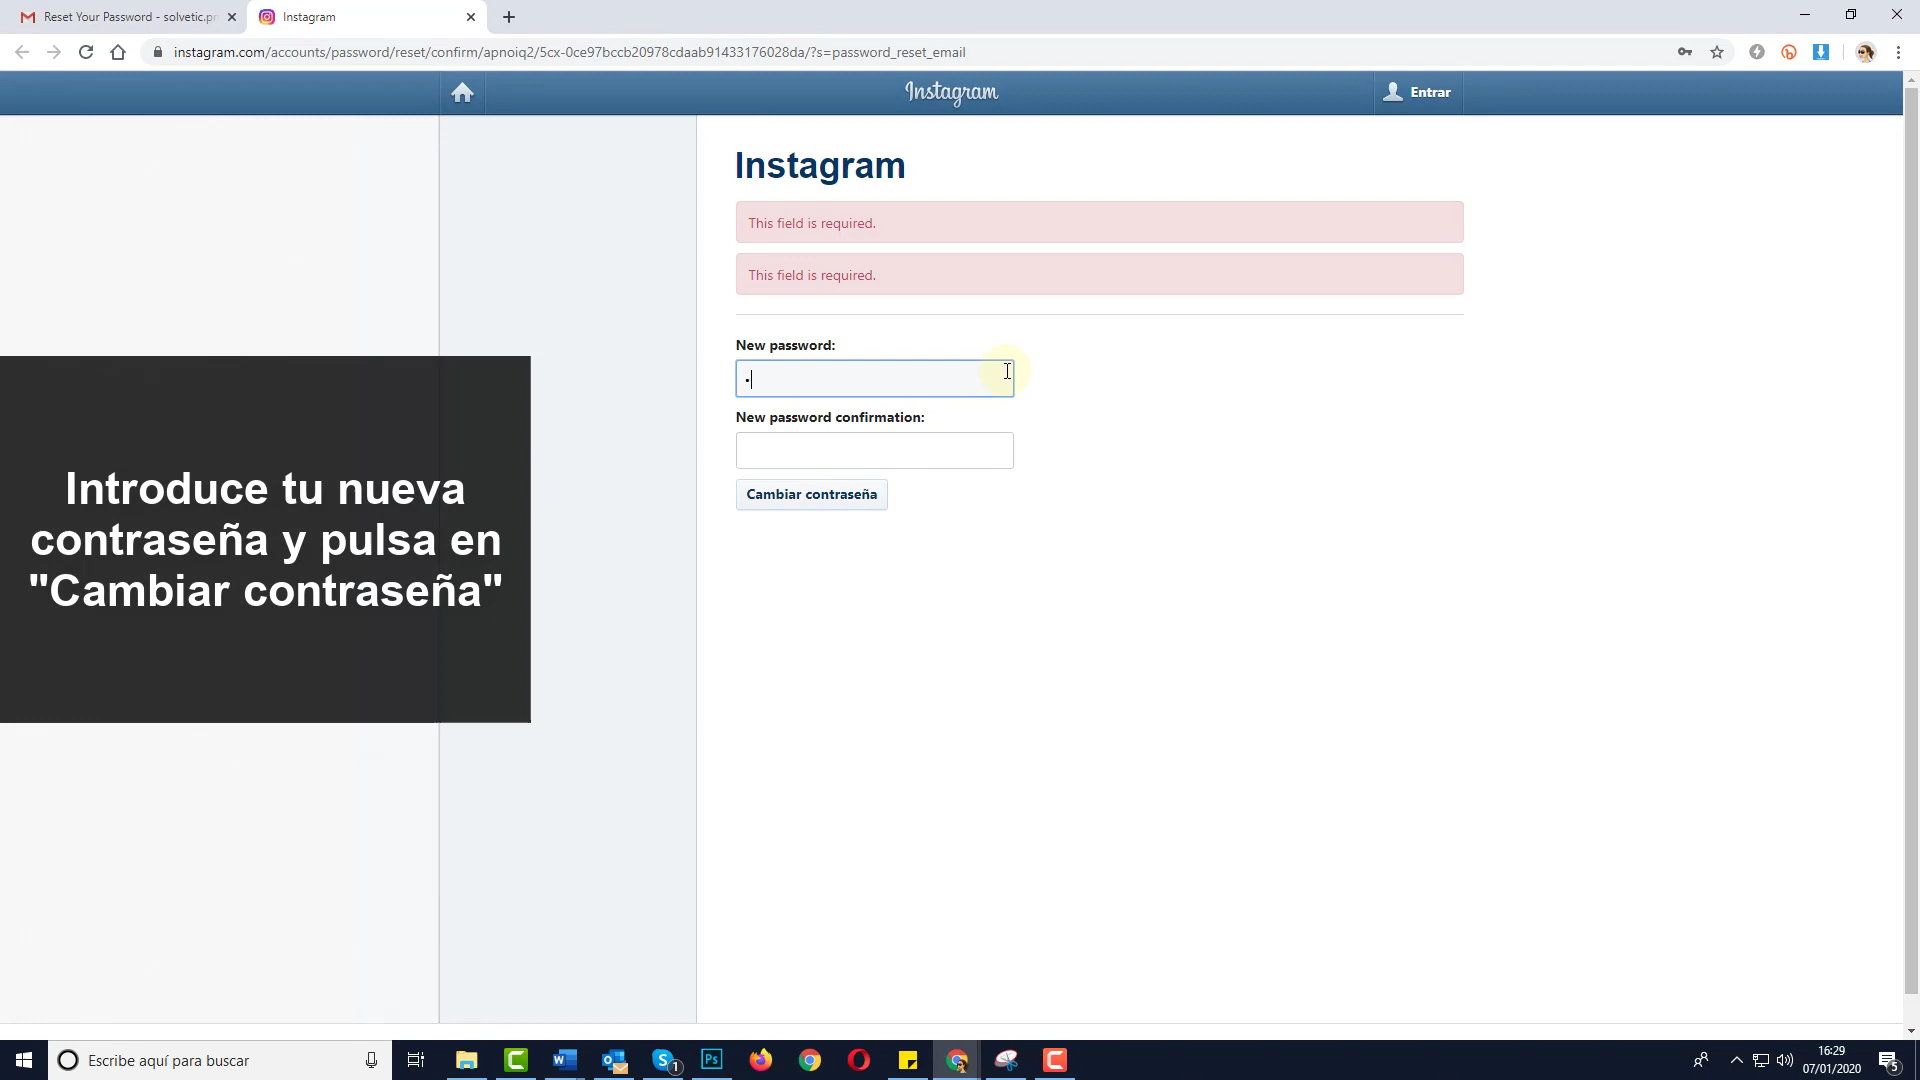 Reset Your Password - solvetic.pr
Instagram
instagram.com/accounts/password/reset/confirm/apnoiq2/5cx-0ce97bccb20978cdaab91433176028da/?s=password_reset_email
Instagram
Entrar
Instagram
This field is required.
This field is required.
New password:
New password confirmation:
Cambiar contraseña
Introduce tu nueva
contraseña y pulsa en
"Cambiar contraseña"
Escribe aquí para buscar
1
16:29
07/01/2020
5